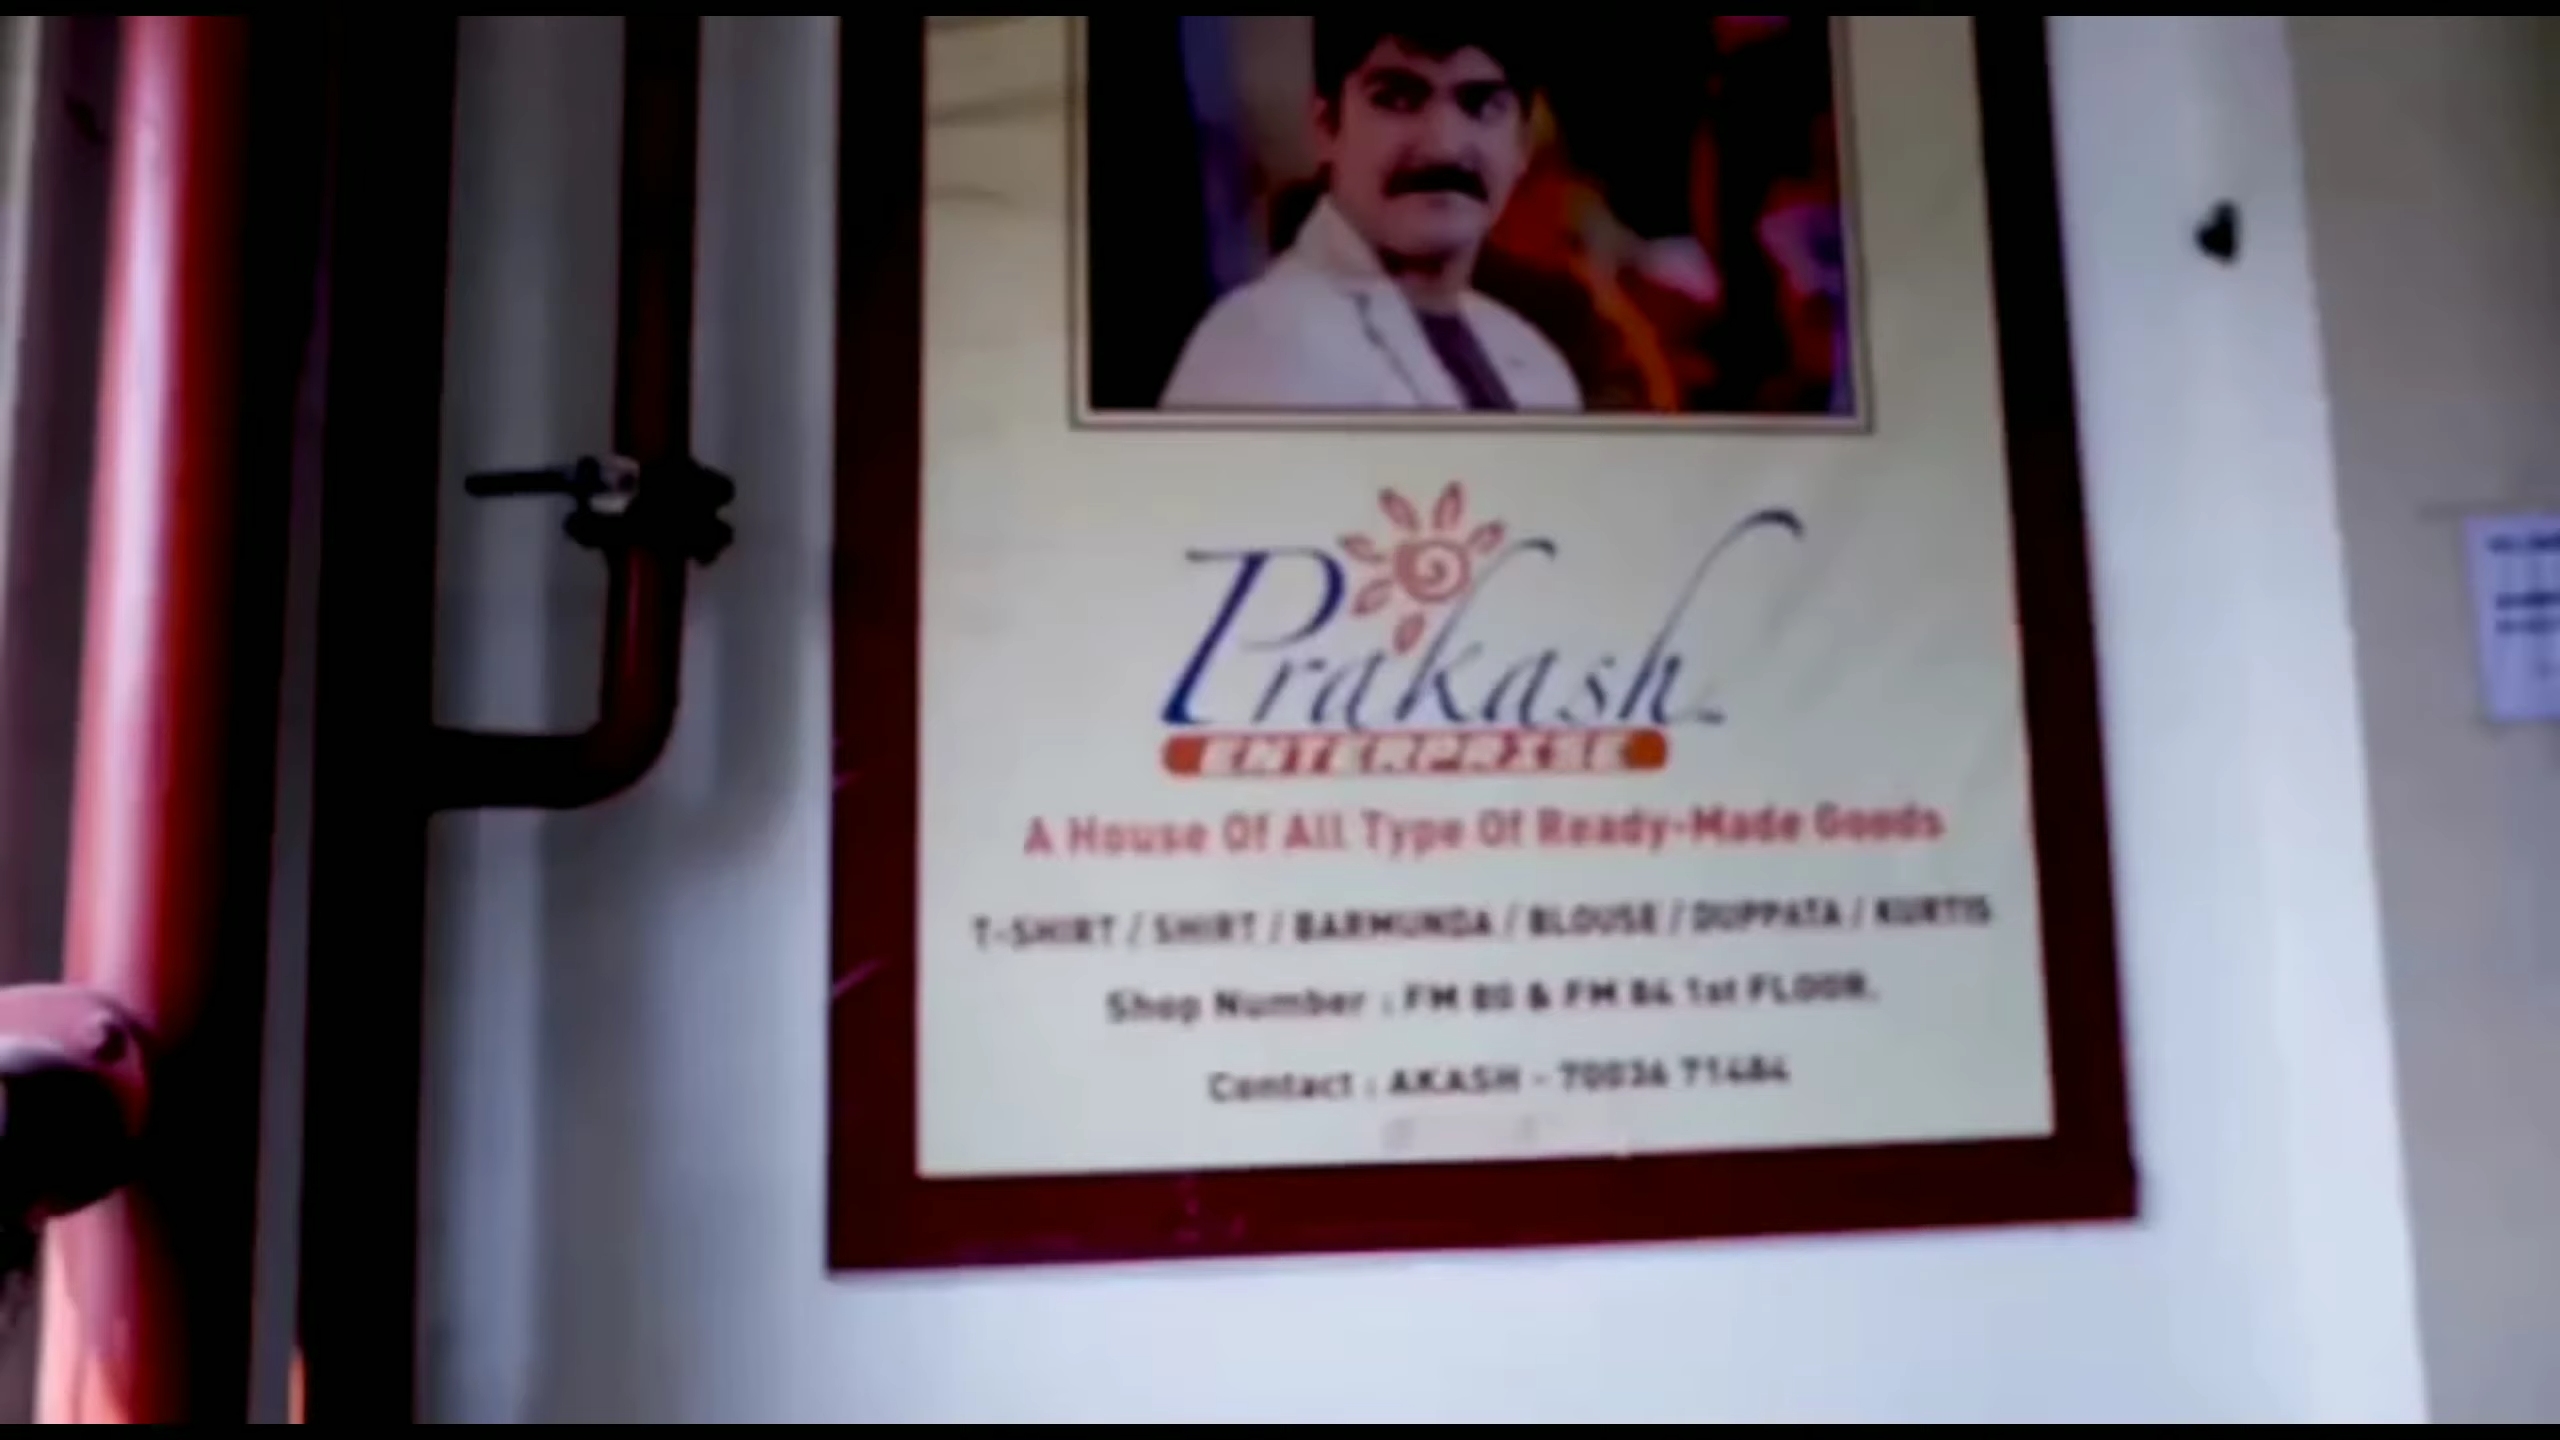 Prakash
ENTERPRISE
A House Of All Type Of Ready-Made Goods
T-SHIRT / SHIRT / BARMUNDA / BLOUSE / DUPPATA / KURTIS
Shop Number : FM 80 & FM 84 1st FLOOR.
Contact : AKASH - 70036 71484